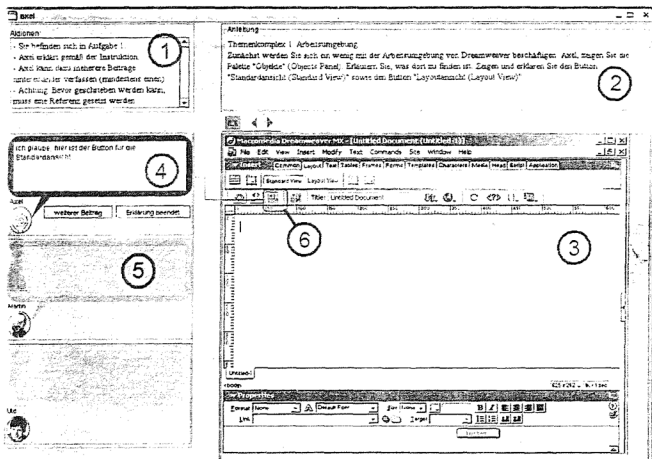 BXel
Aktionen:
- Sie befinden sich in Aufgabe 1
- Axel erklärt gemäß der Instruktion.
- Axel kann dazu mehrere Beiträge
untereinander verfassen (mindestens einen)
- Achtung: Bevor geschrieben werden kann,
muss eine Referenz gesetzt werden.
1
Anleitung
Themenkomplex 1 Arbeitsumgebung
Zunächst werden Sie sich ein wenig mit der Arbeitsumgebung von Dreamweaver beschäftigen. Axel, zeigen Sie die
Palette "Objekte" (Objects Panel). Erläutern Sie, was dort zu finden ist. Zeigen und erklären Sie den Button
"Standardansicht (Standard View)" sowie den Button "Layoutansicht (Layout View)"
2
Ich glaube, hier ist der Button für die
Standardansicht
4
Axel
weiterer Beitrag Erklärung beendet
5
Martin
Ute
Macromedia Dreamweaver MX - [Untitled Document (Untitled-1)]
File Edit View Insert Modify Text Commands Site Window Help
Common Layout Text Tables Frames Forms Templates Characters Media Head Script Application
Standard View Layout View
Title: Untitled Document
6
3
Untitled-1
<body>
Properties
Format None Default Font Size None B I
Link Target